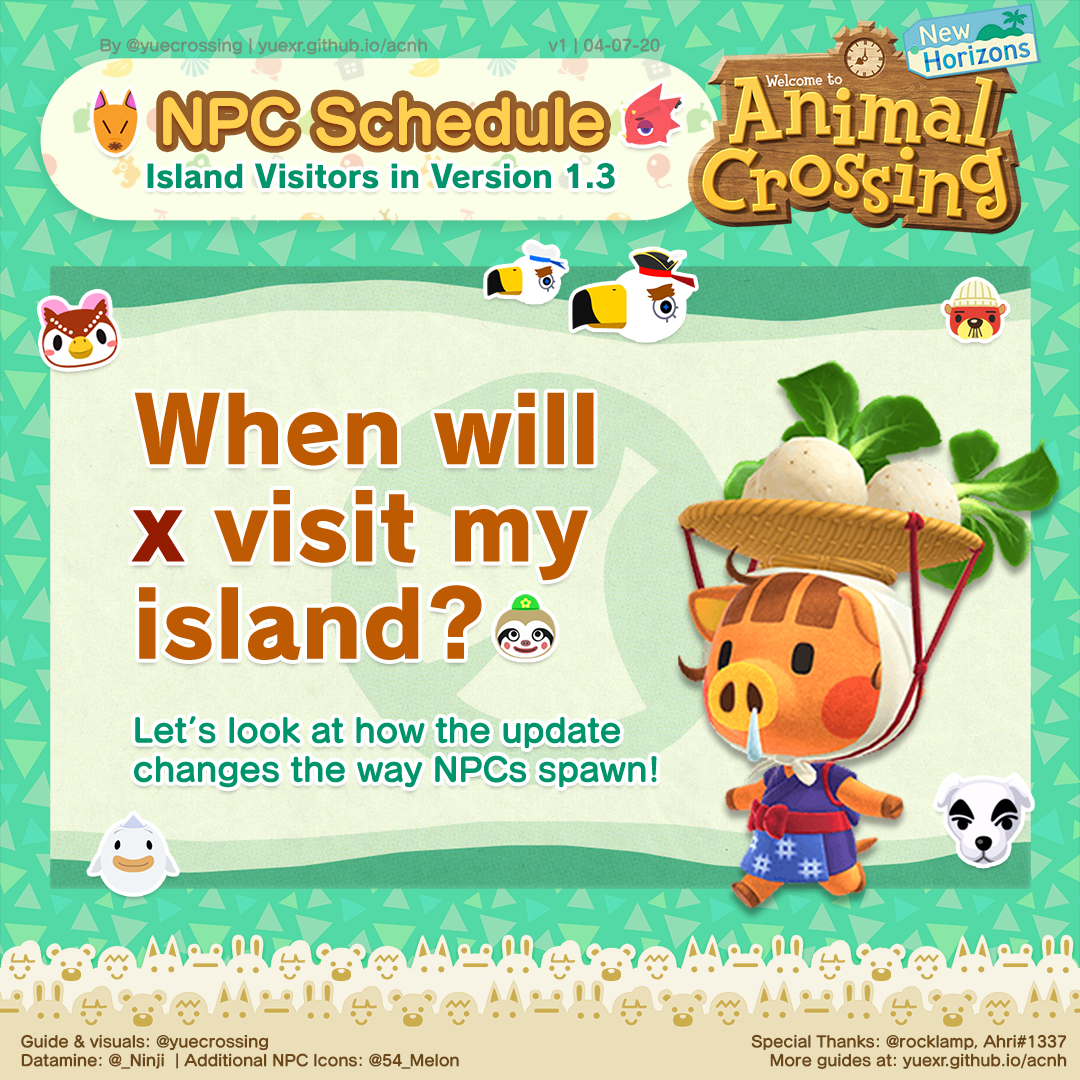 By @yuecrossing | yuexr.github.io/acnh
v1 | 04-07-20
NPC Schedule
Island Visitors in Version 1.3
Welcome to
Animal
Crossing
New
Horizons
When will
x visit my
island?
Let's look at how the update
changes the way NPCs spawn!
Guide & visuals: @yuecrossing
Datamine: @_Ninji | Additional NPC Icons: @54_Melon
Special Thanks: @rocklamp, Ahri#1337
More guides at: yuexr.github.io/acnh